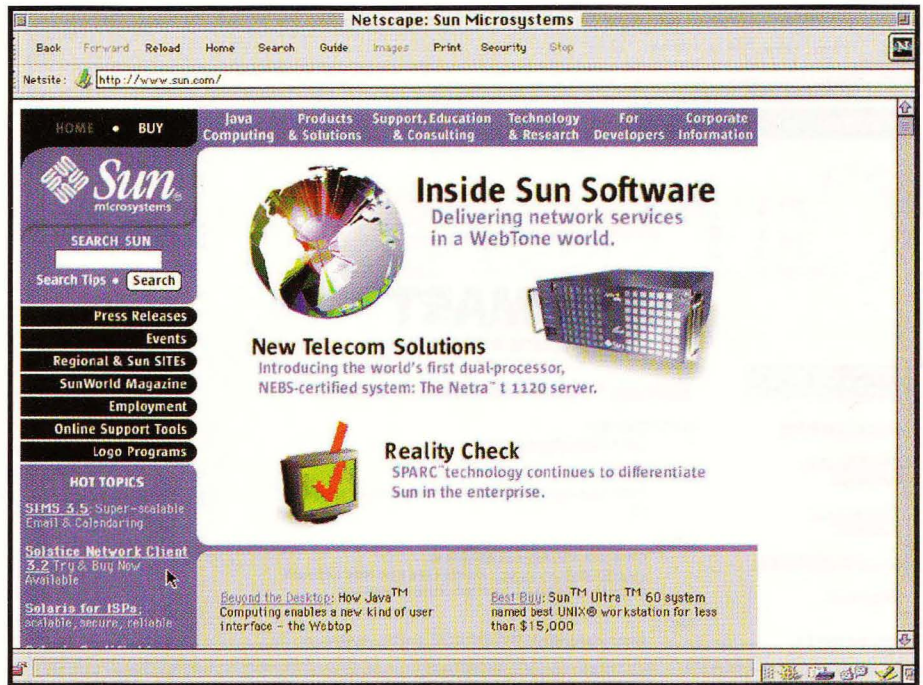 Netscape: Sun Microsystems
Back Forward Reload Home Search Guide Images Print Security Stop
N
Netsite: http://www.sun.com/
HOME • BUY
Java Computing
Products & Solutions
Support, Education & Consulting
Technology & Research
For Developers
Corporate Information
Sun
microsystems
SEARCH SUN
Search Tips • Search
Press Releases
Events
Regional & Sun SITEs
SunWorld Magazine
Employment
Online Support Tools
Logo Programs
HOT TOPICS
SIMS 3.5: Super-scalable
Email & Calendaring
Solstice Network Client
3.2 Try & Buy Now
Available
Solaris for ISPs:
scalable, secure, reliable
Inside Sun Software
Delivering network services
in a WebTone world.
New Telecom Solutions
Introducing the world's first dual-processor,
NEBS-certified system: The Netra™ t 1120 server.
Reality Check
SPARC™technology continues to differentiate
Sun in the enterprise.
Beyond the Desktop: How Java™
Computing enables a new kind of user
interface - the Webtop
Best Buy: Sun™ Ultra ™ 60 system
named best UNIX® workstation for less
than $15,000